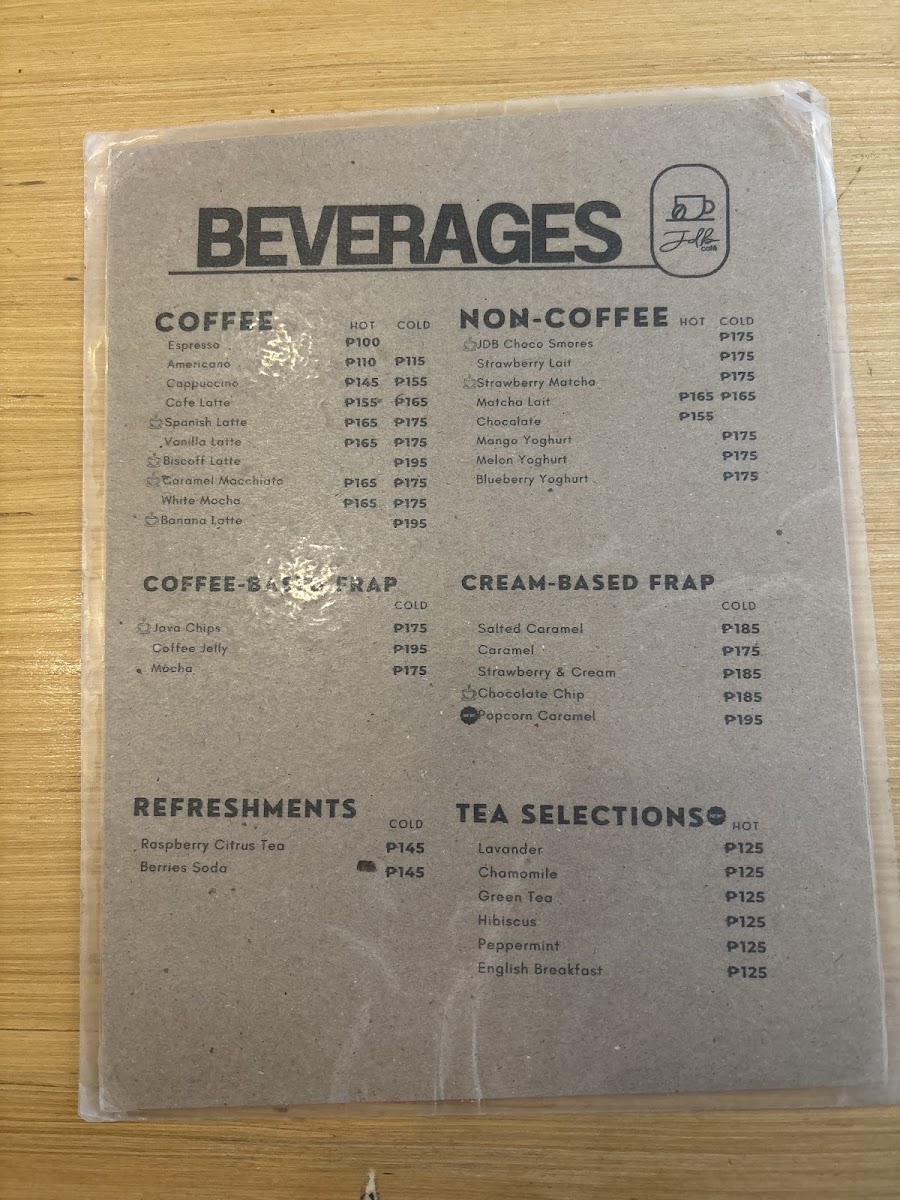 BEVERAGES
JdB
café
COFFEE HOT COLD
Espresso ₱100
Americano ₱110 ₱115
Cappuccino ₱145 ₱155
Cafe Latte ₱155 ₱165
Spanish Latte ₱165 ₱175
Vanilla Latte ₱165 ₱175
Biscoff Latte ₱195
Caramel Macchiato ₱165 ₱175
White Mocha ₱165 ₱175
Banana Latte ₱195
NON-COFFEE HOT COLD
JDB Choco Smores ₱175
Strawberry Lait ₱175
Strawberry Matcha ₱175
Matcha Lait ₱165 ₱165
Chocolate ₱155
Mango Yoghurt ₱175
Melon Yoghurt ₱175
Blueberry Yoghurt ₱175
COFFEE-BASED FRAP
COLD
Java Chips ₱175
Coffee Jelly ₱195
Mocha ₱175
CREAM-BASED FRAP
COLD
Salted Caramel ₱185
Caramel ₱175
Strawberry & Cream ₱185
Chocolate Chip ₱185
Popcorn Caramel ₱195
REFRESHMENTS
COLD
Raspberry Citrus Tea ₱145
Berries Soda ₱145
TEA SELECTIONS HOT
Lavander ₱125
Chamomile ₱125
Green Tea ₱125
Hibiscus ₱125
Peppermint ₱125
English Breakfast ₱125